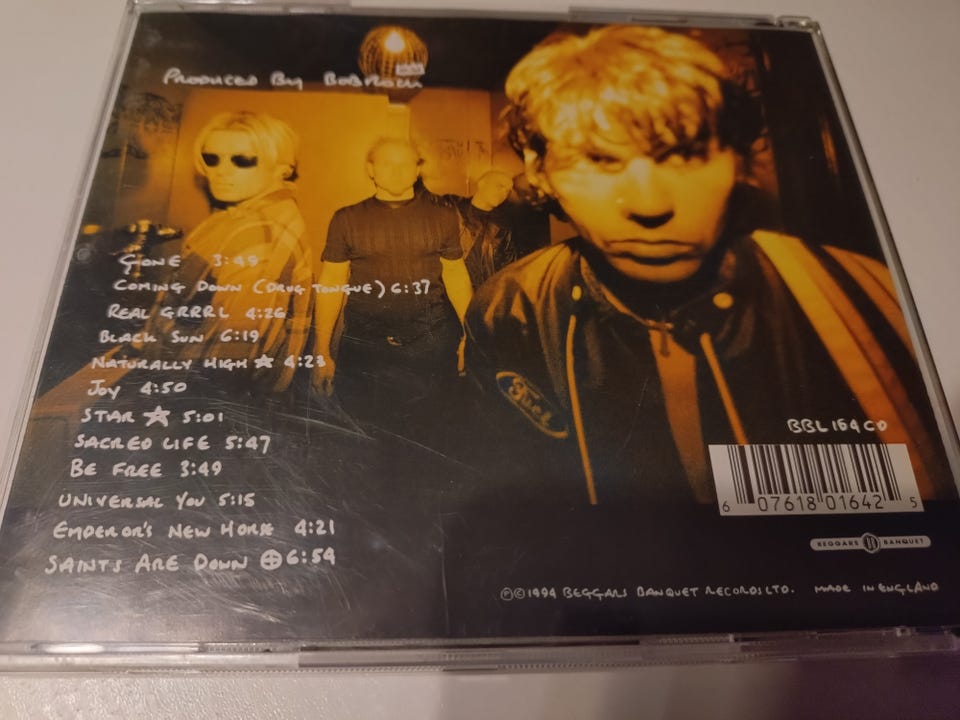 PRODUCED BY BOB ROCK
GONE 3:49
COMING DOWN (DRUG TONGUE) 6:37
REAL GRRRL 4:26
BLACK SUN 6:19
NATURALLY HIGH ☆ 4:23
JOY 4:50
STAR ☆ 5:01
SACRED LIFE 5:47
BE FREE 3:49
UNIVERSAL YOU 5:15
EMPEROR'S NEW HORSE 4:21
SAINTS ARE DOWN ⊕ 6:54
BBL 164 CD
6 07618 01642 5
BEGGARS BANQUET
℗©1994 BEGGARS BANQUET RECORDS LTD. MADE IN ENGLAND